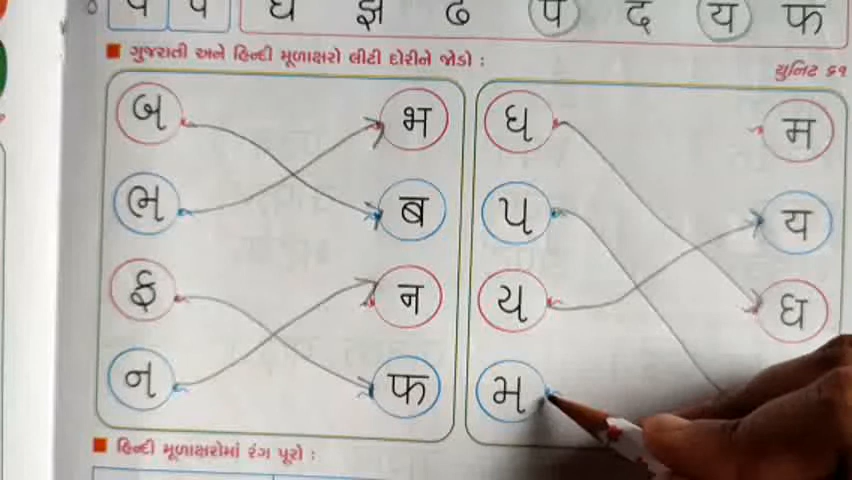 ઘ झ ढ प द य फ
ગુજરાતી અને હિન્દી મૂળાક્ષરો લીટી દોરીને જોડો :
યુનિટ ૬૧
બ भ ધ म
ભ ब પ य
ફ न ય ध
ન फ મ
હિન્દી મૂળાક્ષરોમાં રંગ પૂરો :